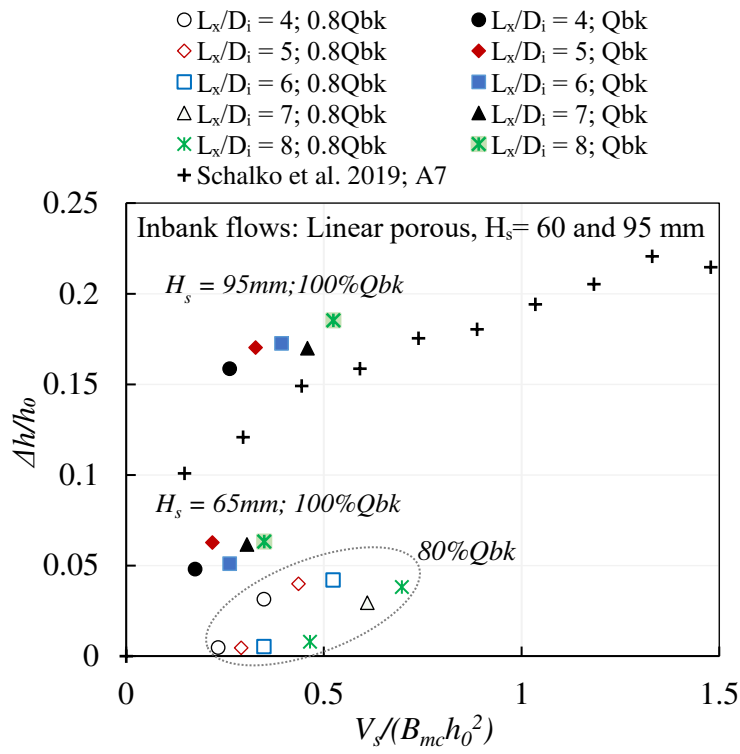 Lₓ/Dᵢ = 4; 0.8Qbk
Lₓ/Dᵢ = 4; Qbk
Lₓ/Dᵢ = 5; 0.8Qbk
Lₓ/Dᵢ = 5; Qbk
Lₓ/Dᵢ = 6; 0.8Qbk
Lₓ/Dᵢ = 6; Qbk
Lₓ/Dᵢ = 7; 0.8Qbk
Lₓ/Dᵢ = 7; Qbk
Lₓ/Dᵢ = 8; 0.8Qbk
Lₓ/Dᵢ = 8; Qbk
Schalko et al. 2019; A7
Inbank flows: Linear porous, Hₛ= 60 and 95 mm
Hₛ = 95mm;100%Qbk
Hₛ = 65mm; 100%Qbk
80%Qbk
0.25
0.2
0.15
0.1
0.05
0
Δh/h₀
0
0.5
1
1.5
Vₛ/(Bₘ꜀h₀²)